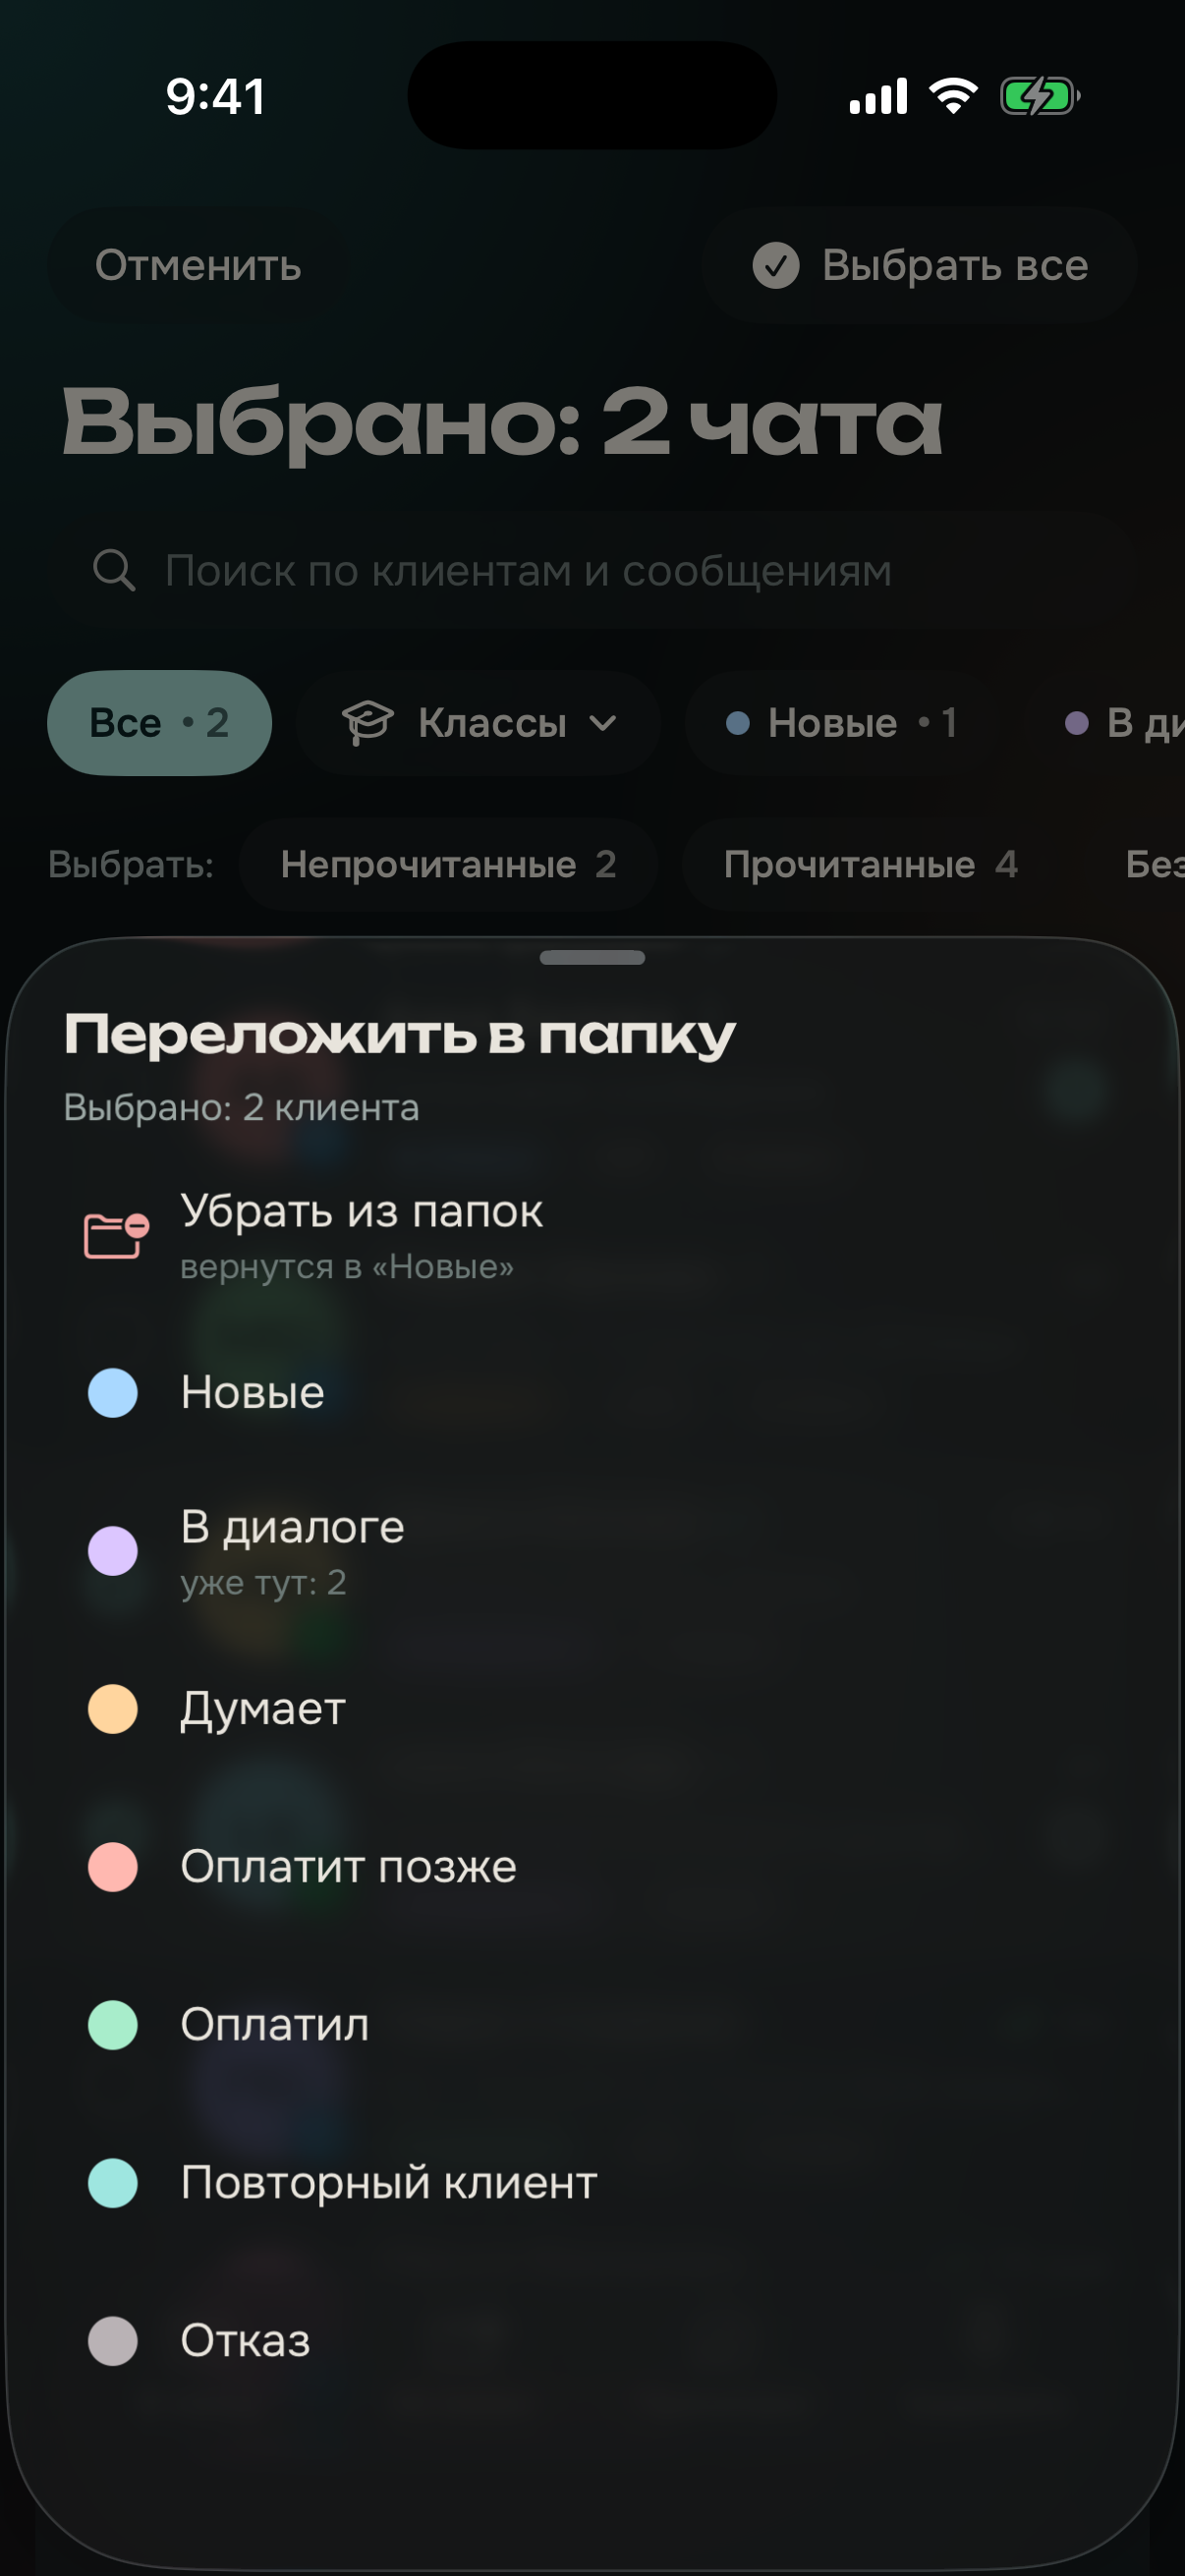 9:41
Отменить
Выбрать все
Выбрано: 2 чата
Поиск по клиентам и сообщениям
Все • 2
Классы
Новые • 1
В ди
Выбрать:
Непрочитанные 2
Прочитанные 4
Без
Переложить в папку
Выбрано: 2 клиента
Убрать из папок
вернутся в «Новые»
Новые
В диалоге
уже тут: 2
Думает
Оплатит позже
Оплатил
Повторный клиент
Отказ